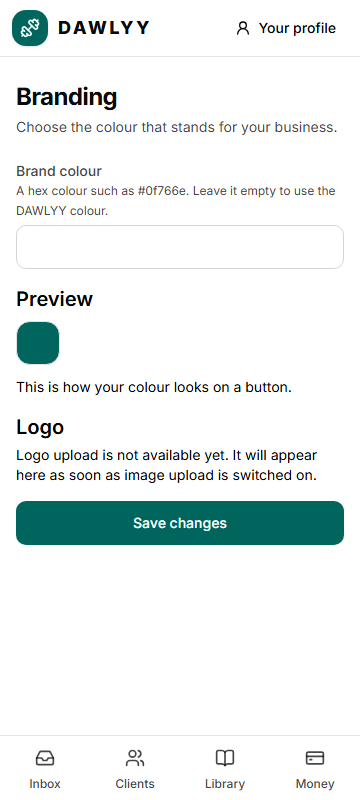 DAWLYY
Your profile
Branding
Choose the colour that stands for your business.
Brand colour
A hex colour such as #0f766e. Leave it empty to use the
DAWLYY colour.
Preview
This is how your colour looks on a button.
Logo
Logo upload is not available yet. It will appear
here as soon as image upload is switched on.
Save changes
Inbox
Clients
Library
Money